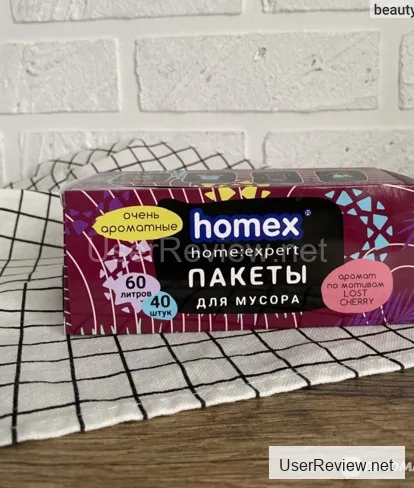 beauty
очень
ароматные
homex®
home:expert
ПАКЕТЫ
ДЛЯ МУСОРА
60
литров
40
штук
аромат
по мотивам
LOST
CHERRY
UserReview.net
UserReview.net